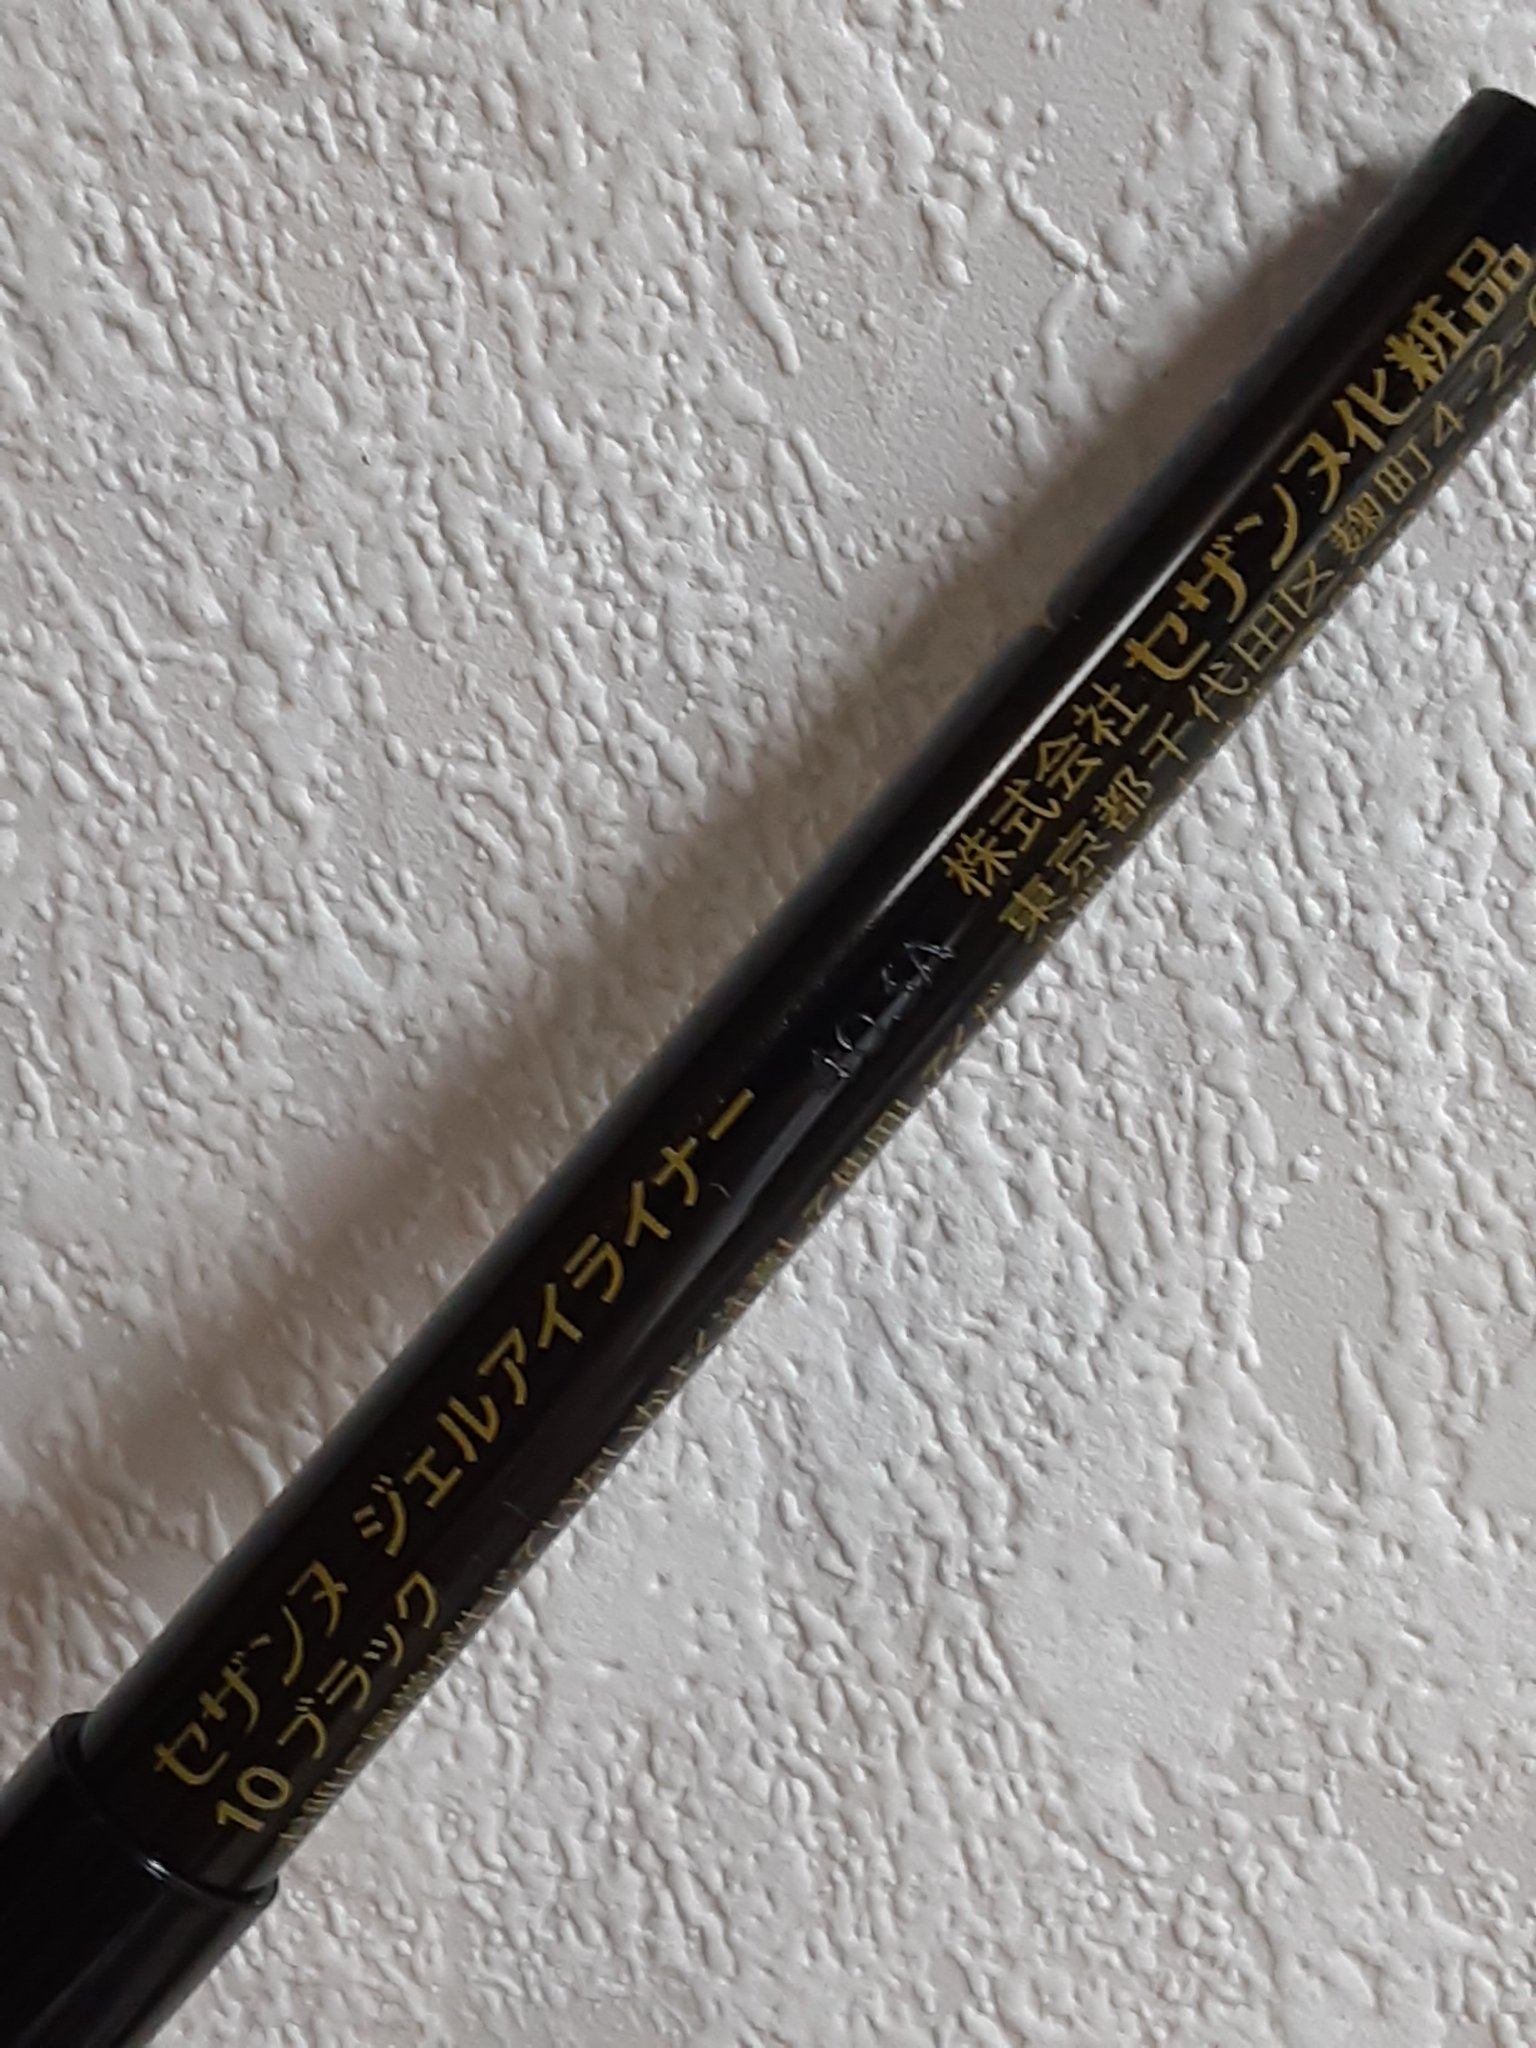 セザンヌ ジェルアイライナー
10 ブラック
株式会社 セザンヌ化粧品
東京都千代田区麹町4-2-